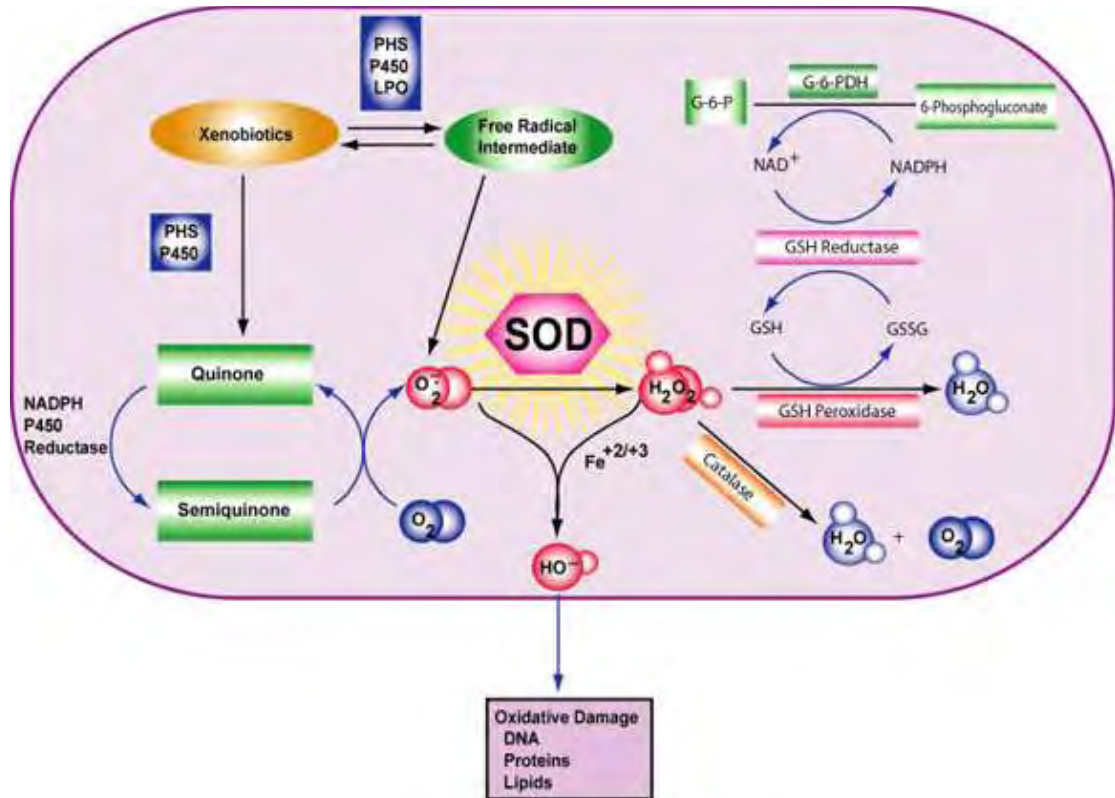 PHS
P450
LPO
Xenobiotics
Free Radical
Intermediate
G-6-P
G-6-PDH
6-Phosphogluconate
NAD+
NADPH
PHS
P450
GSH Reductase
SOD
GSH
GSSG
Quinone
O2-
H2O2
H2O
GSH Peroxidase
NADPH
P450
Reductase
Fe+2/+3
Catalase
Semiquinone
O2
H2O + O2
HO-
Oxidative Damage
DNA
Proteins
Lipids